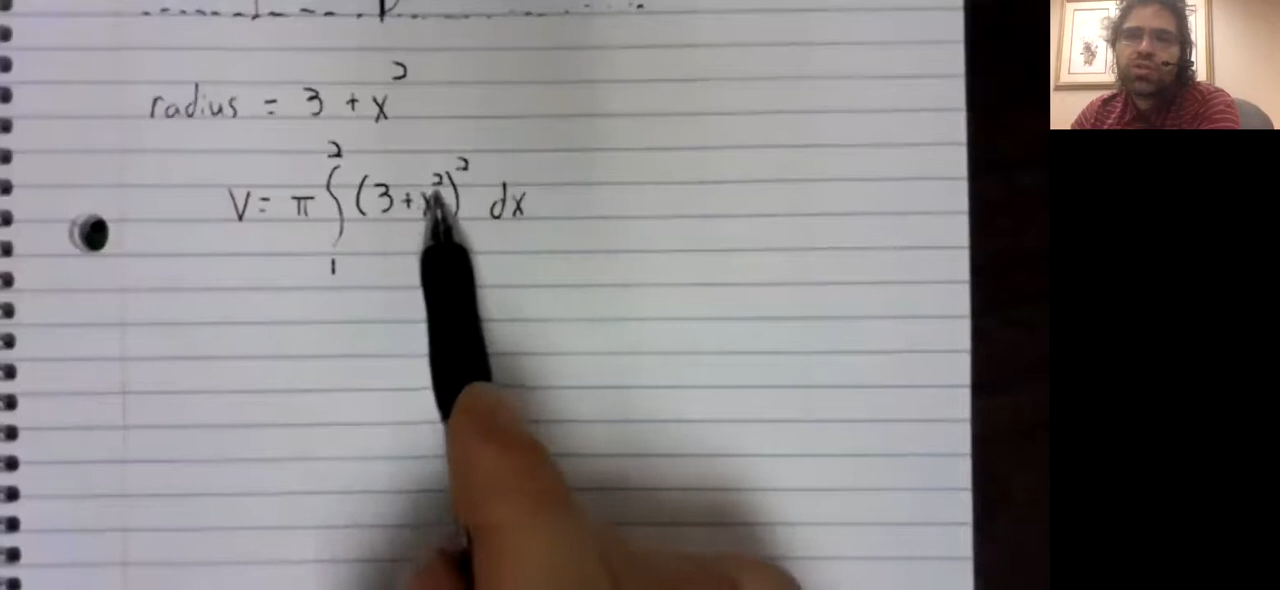 radius = 3 + x²
V = π ∫₁² (3 + x²)² dx